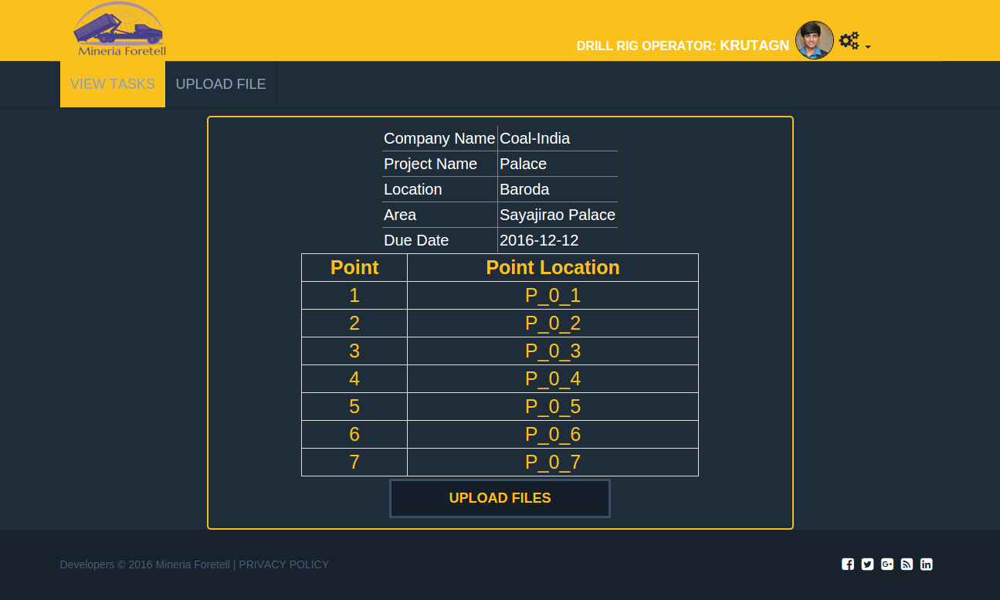 Mineria Foretell
DRILL RIG OPERATOR: KRUTAGN
VIEW TASKS UPLOAD FILE
Company Name Coal-India
Project Name Palace
Location Baroda
Area Sayajirao Palace
Due Date 2016-12-12
Point Point Location
1 P_0_1
2 P_0_2
3 P_0_3
4 P_0_4
5 P_0_5
6 P_0_6
7 P_0_7
UPLOAD FILES
Developers © 2016 Mineria Foretell | PRIVACY POLICY